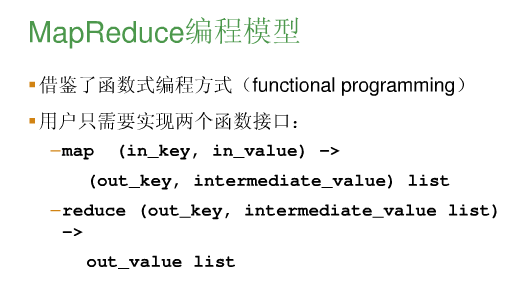 MapReduce编程模型
借鉴了函数式编程方式（functional programming）
用户只需要实现两个函数接口：
–map (in_key, in_value) ->
(out_key, intermediate_value) list
–reduce (out_key, intermediate_value list)
->
out_value list